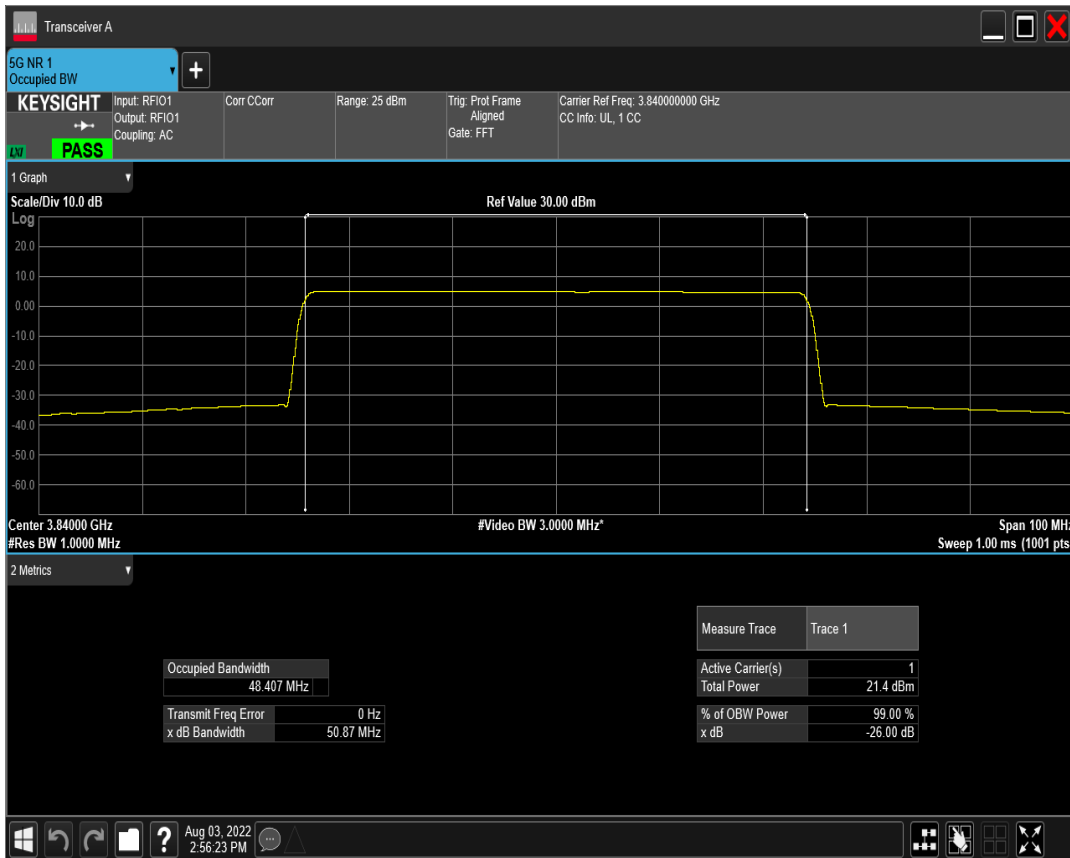 Transceiver A
5G NR 1
Occupied BW
KEYSIGHT
LXI
PASS
Input: RFIO1
Output: RFIO1
Coupling: AC
Corr CCorr
Range: 25 dBm
Trig: Prot Frame
Aligned
Gate: FFT
Carrier Ref Freq: 3.840000000 GHz
CC Info: UL, 1 CC
1 Graph
Scale/Div 10.0 dB
Ref Value 30.00 dBm
Log
20.0
10.0
0.00
-10.0
-20.0
-30.0
-40.0
-50.0
-60.0
Center 3.84000 GHz
#Video BW 3.0000 MHz*
Span 100 MHz
#Res BW 1.0000 MHz
Sweep 1.00 ms (1001 pts
2 Metrics
Measure Trace Trace 1
Occupied Bandwidth
48.407 MHz
Transmit Freq Error 0 Hz
x dB Bandwidth 50.87 MHz
Active Carrier(s) 1
Total Power 21.4 dBm
% of OBW Power 99.00 %
x dB -26.00 dB
Aug 03, 2022
2:56:23 PM